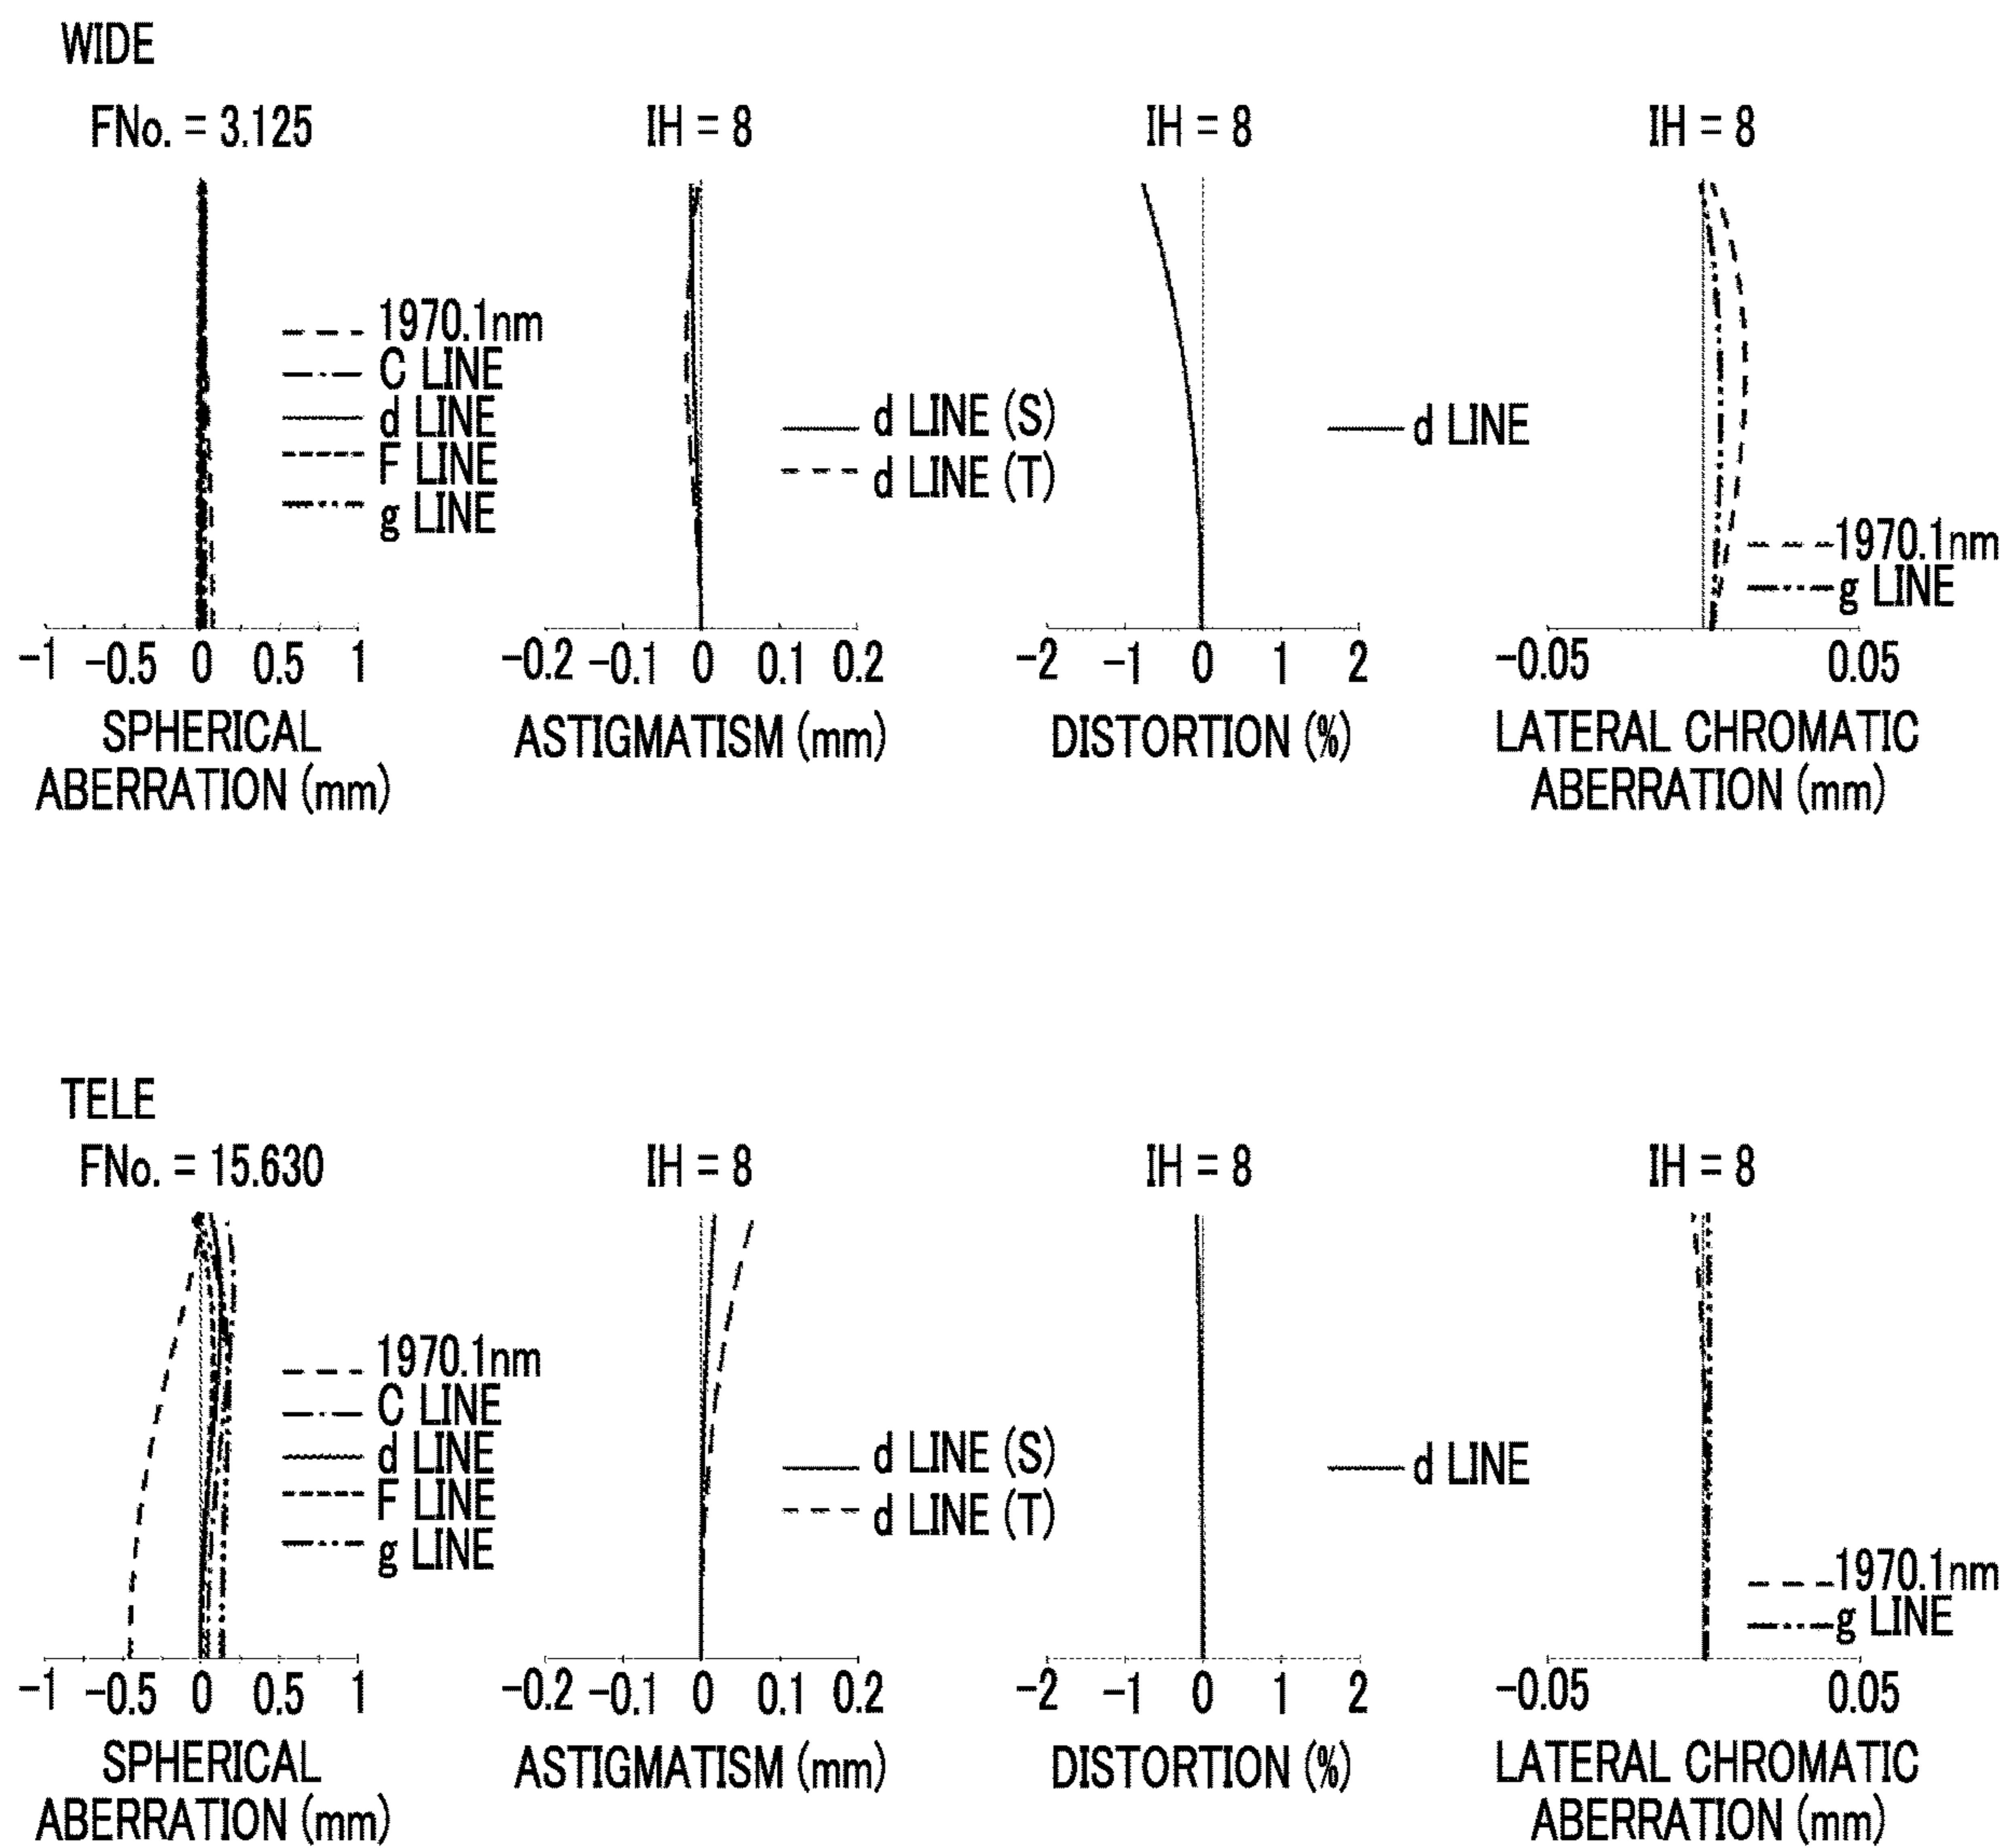 WIDE
FNo. = 3.125
IH = 8
IH = 8
IH = 8
1970.1nm
C LINE
d LINE
F LINE
g LINE
d LINE (S)
d LINE (T)
d LINE
1970.1nm
g LINE
-1 -0.5 0 0.5 1
-0.2 -0.1 0 0.1 0.2
-2 -1 0 1 2
-0.05 0.05
SPHERICAL
ABERRATION (mm)
ASTIGMATISM (mm)
DISTORTION (%)
LATERAL CHROMATIC
ABERRATION (mm)
TELE
FNo. = 15.630
IH = 8
IH = 8
IH = 8
1970.1nm
C LINE
d LINE
F LINE
g LINE
d LINE (S)
d LINE (T)
d LINE
1970.1nm
g LINE
-1 -0.5 0 0.5 1
-0.2 -0.1 0 0.1 0.2
-2 -1 0 1 2
-0.05 0.05
SPHERICAL
ABERRATION (mm)
ASTIGMATISM (mm)
DISTORTION (%)
LATERAL CHROMATIC
ABERRATION (mm)